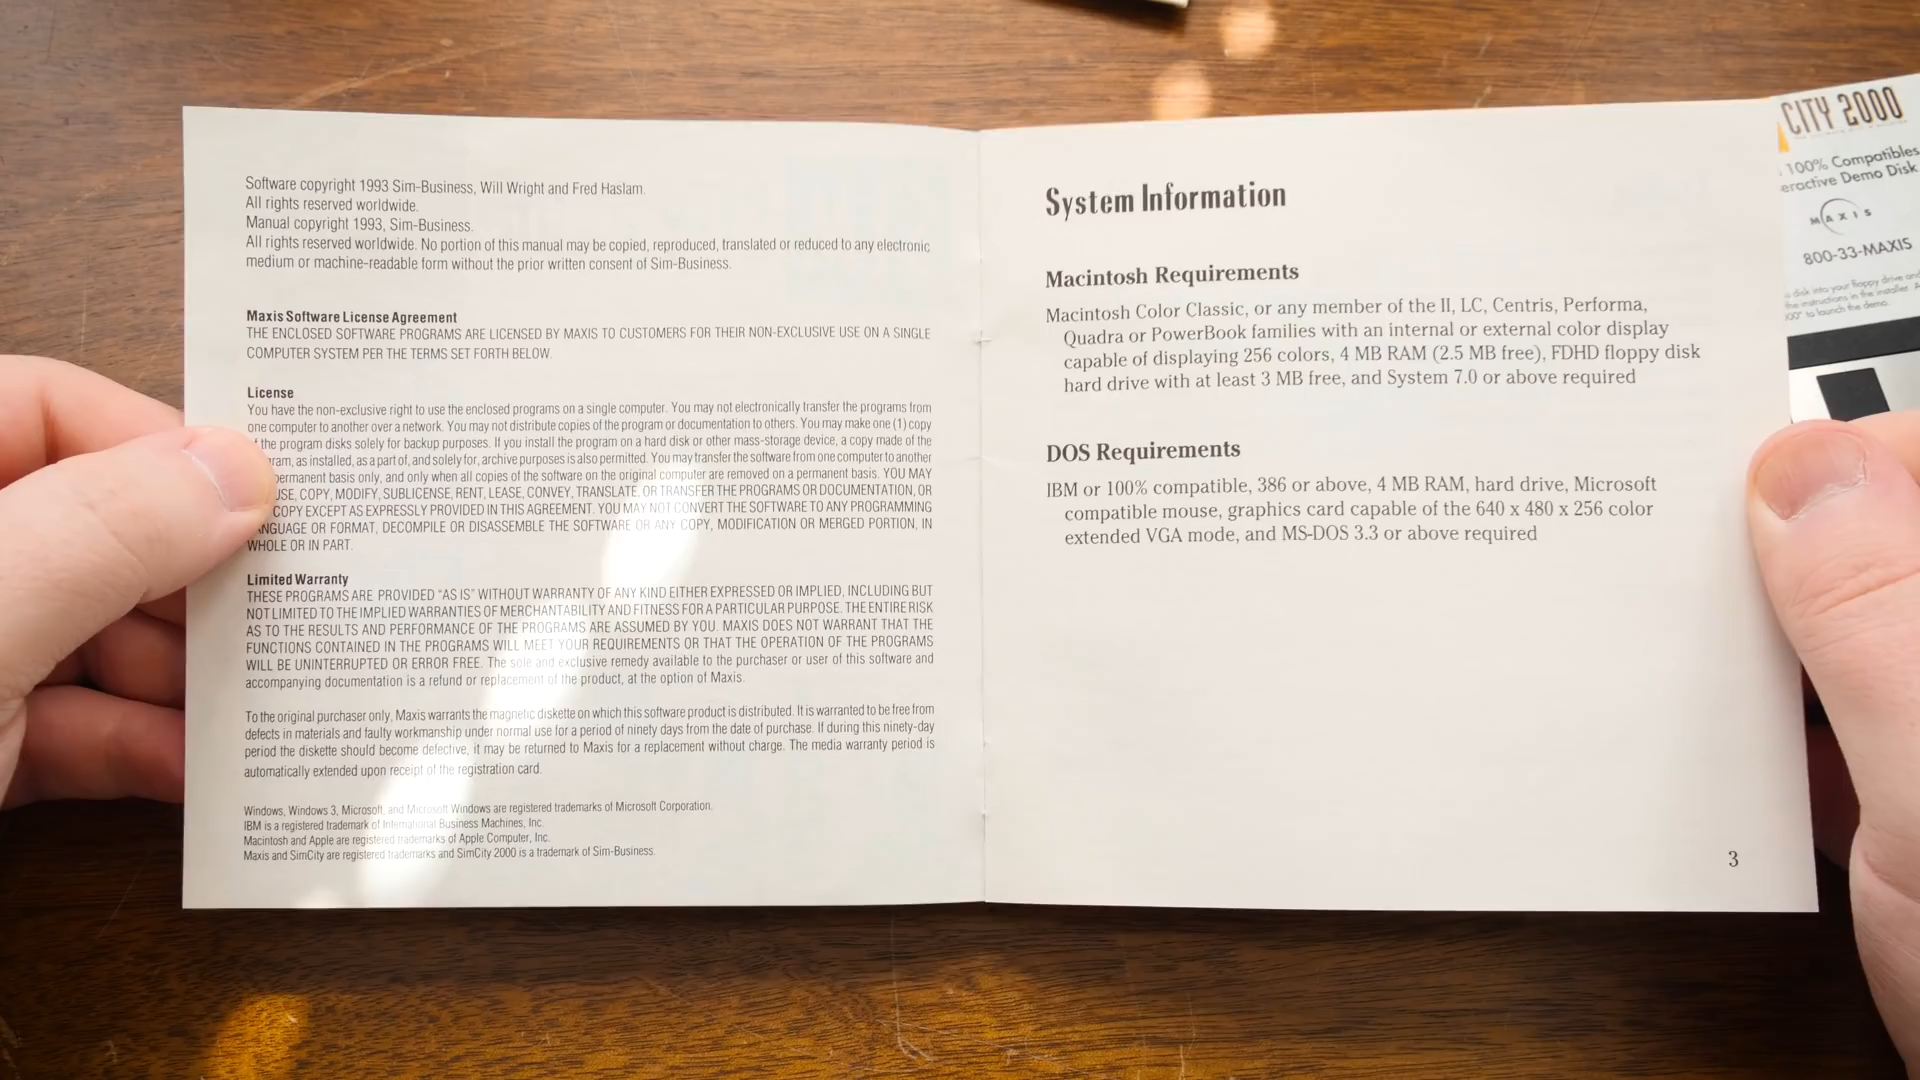 Software copyright 1993 Sim-Business, Will Wright and Fred Haslam.
All rights reserved worldwide.
Manual copyright 1993, Sim-Business.
All rights reserved worldwide. No portion of this manual may be copied, reproduced, translated or reduced to any electronic
medium or machine-readable form without the prior written consent of Sim-Business.
Maxis Software License Agreement
THE ENCLOSED SOFTWARE PROGRAMS ARE LICENSED BY MAXIS TO CUSTOMERS FOR THEIR NON-EXCLUSIVE USE ON A SINGLE
COMPUTER SYSTEM PER THE TERMS SET FORTH BELOW.
License
You have the non-exclusive right to use the enclosed programs on a single computer. You may not electronically transfer the programs from
one computer to another over a network. You may not distribute copies of the program or documentation to others. You may make one (1) copy
the program disks solely for backup purposes. If you install the program on a hard disk or other mass-storage device, a copy made of the
ram, as installed, as a part of, and solely for, archive purposes is also permitted. You may transfer the software from one computer to another
permanent basis only, and only when all copies of the software on the original computer are removed on a permanent basis. YOU MAY
USE, COPY, MODIFY, SUBLICENSE, RENT, LEASE, CONVEY, TRANSLATE, OR TRANSFER THE PROGRAMS OR DOCUMENTATION, OR
COPY EXCEPT AS EXPRESSLY PROVIDED IN THIS AGREEMENT. YOU MAY NOT CONVERT THE SOFTWARE TO ANY PROGRAMMING
ANGUAGE OR FORMAT, DECOMPILE OR DISASSEMBLE THE SOFTWARE OR ANY COPY, MODIFICATION OR MERGED PORTION, IN
WHOLE OR IN PART.
Limited Warranty
THESE PROGRAMS ARE PROVIDED "AS IS" WITHOUT WARRANTY OF ANY KIND EITHER EXPRESSED OR IMPLIED, INCLUDING BUT
NOT LIMITED TO THE IMPLIED WARRANTIES OF MERCHANTABILITY AND FITNESS FOR A PARTICULAR PURPOSE. THE ENTIRE RISK
AS TO THE RESULTS AND PERFORMANCE OF THE PROGRAMS ARE ASSUMED BY YOU. MAXIS DOES NOT WARRANT THAT THE
FUNCTIONS CONTAINED IN THE PROGRAMS WILL MEET YOUR REQUIREMENTS OR THAT THE OPERATION OF THE PROGRAMS
WILL BE UNINTERRUPTED OR ERROR FREE. The sole and exclusive remedy available to the purchaser or user of this software and
accompanying documentation is a refund or replacement of the product, at the option of Maxis.
To the original purchaser only, Maxis warrants the magnetic diskette on which this software product is distributed. It is warranted to be free from
defects in materials and faulty workmanship under normal use for a period of ninety days from the date of purchase. If during this ninety-day
period the diskette should become defective, it may be returned to Maxis for a replacement without charge. The media warranty period is
automatically extended upon receipt of the registration card.
Windows, Windows 3, Microsoft, and Microsoft Windows are registered trademarks of Microsoft Corporation.
IBM is a registered trademark of International Business Machines, Inc.
Macintosh and Apple are registered trademarks of Apple Computer, Inc.
Maxis and SimCity are registered trademarks and SimCity 2000 is a trademark of Sim-Business.
System Information
Macintosh Requirements
Macintosh Color Classic, or any member of the II, LC, Centris, Performa,
Quadra or PowerBook families with an internal or external color display
capable of displaying 256 colors, 4 MB RAM (2.5 MB free), FDHD floppy disk
hard drive with at least 3 MB free, and System 7.0 or above required
DOS Requirements
IBM or 100% compatible, 386 or above, 4 MB RAM, hard drive, Microsoft
compatible mouse, graphics card capable of the 640 x 480 x 256 color
extended VGA mode, and MS-DOS 3.3 or above required
3
CITY 2000
100% Compatibles
eractive Demo Disk
MAXIS
800-33-MAXIS
disk into your floppy drive and
the instructions in the installer. A
00" to launch the demo.